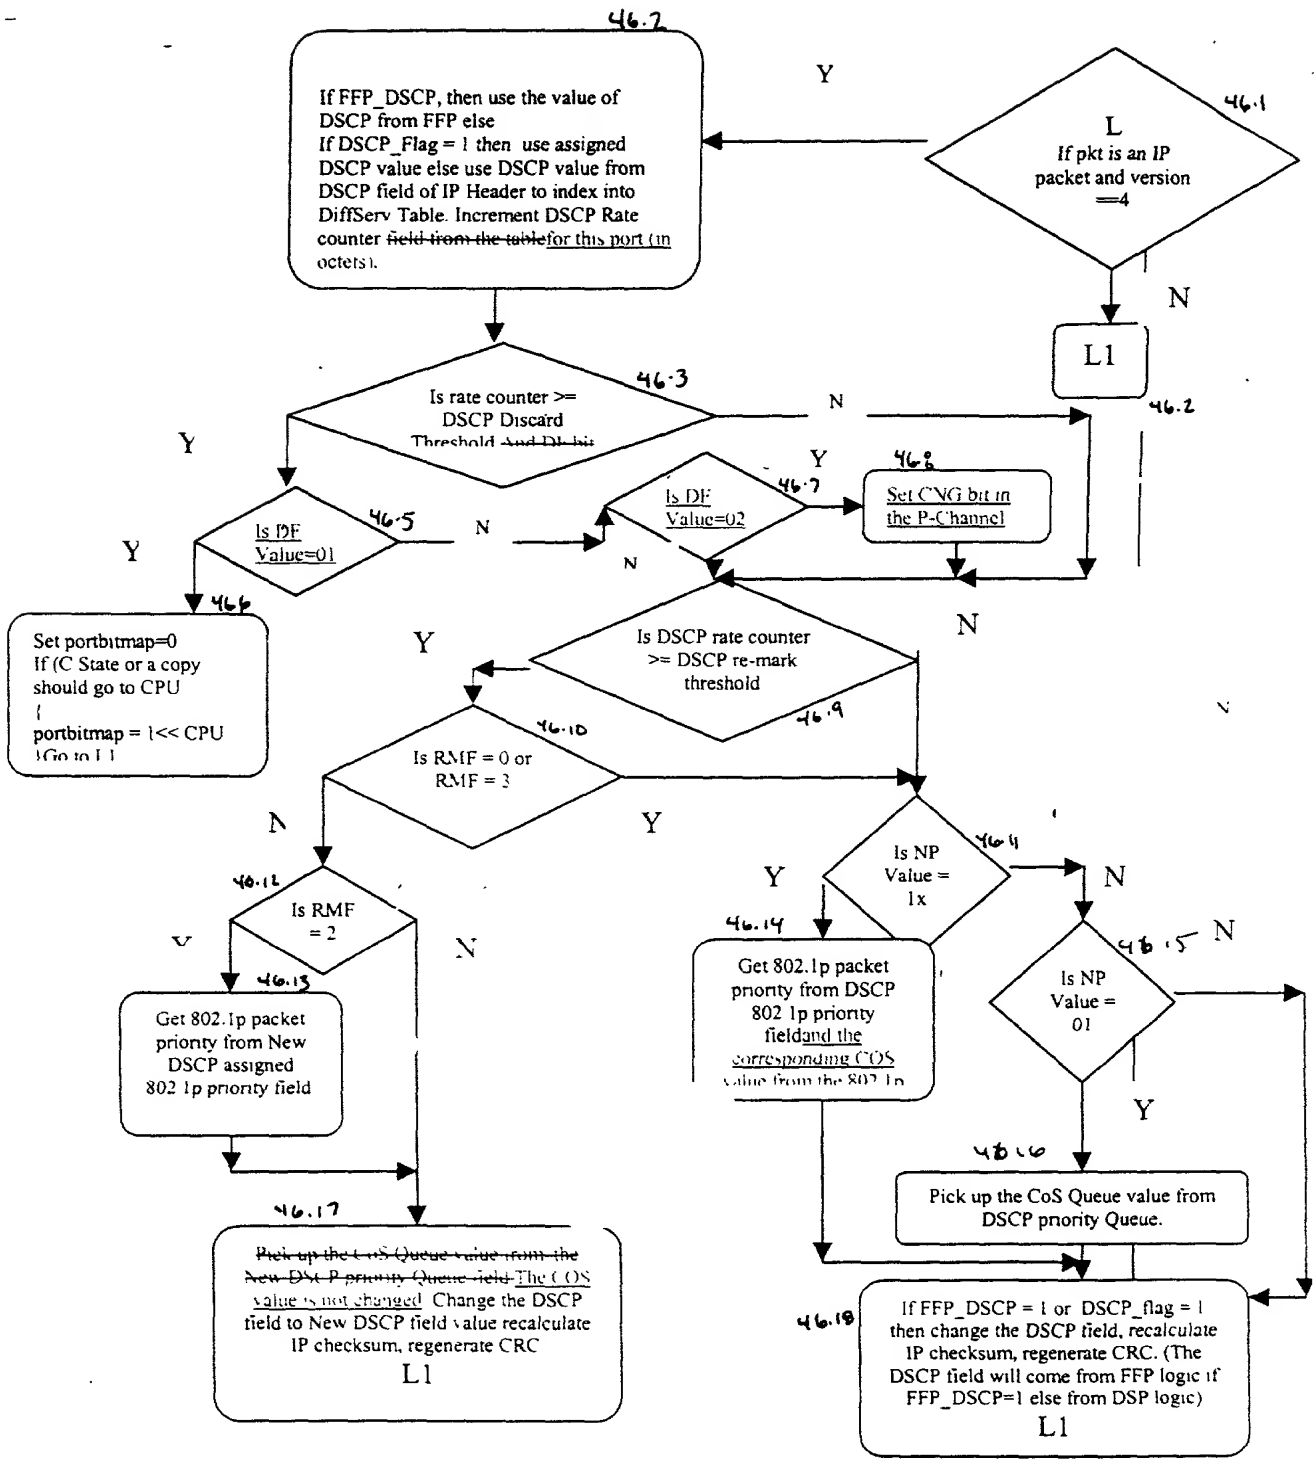 46.2
If FFP_DSCP, then use the value of
DSCP from FFP else
If DSCP_Flag = 1 then use assigned
DSCP value else use DSCP value from
DSCP field of IP Header to index into
DiffServ Table. Increment DSCP Rate
counter field from the tablefor this port (in
octets).
Y
46.1
L
If pkt is an IP
packet and version
==4
N
L1
46.2
46.3
Is rate counter >=
DSCP Discard
Threshold And DE bit
N
Y
46.5
Is DF
Value=01
N
Y
46.7
Is DF
Value=02
Y
N
46.8
Set CNG bit in
the P-Channel
466
Set portbitmap=0
If (C State or a copy
should go to CPU
{
portbitmap = 1<< CPU
}Go to L1
Is DSCP rate counter
>= DSCP re-mark
threshold
46.9
Y
N
46.10
Is RMF = 0 or
RMF = 3
N
Y
46.11
Is NP
Value =
1x
Y
N
46.12
Is RMF
= 2
Y
N
46.13
Get 802.1p packet
priority from New
DSCP assigned
802 1p priority field
46.14
Get 802.1p packet
priority from DSCP
802 1p priority
fieldand the
corresponding COS
value from the 802.1p
46.15
Is NP
Value =
01
N
Y
46.16
Pick up the CoS Queue value from
DSCP priority Queue.
46.17
Pick up the CoS Queue value from the
New DSCP priority Queue field The COS
value is not changed Change the DSCP
field to New DSCP field value recalculate
IP checksum, regenerate CRC
L1
46.18
If FFP_DSCP = 1 or DSCP_flag = 1
then change the DSCP field, recalculate
IP checksum, regenerate CRC. (The
DSCP field will come from FFP logic if
FFP_DSCP=1 else from DSP logic)
L1